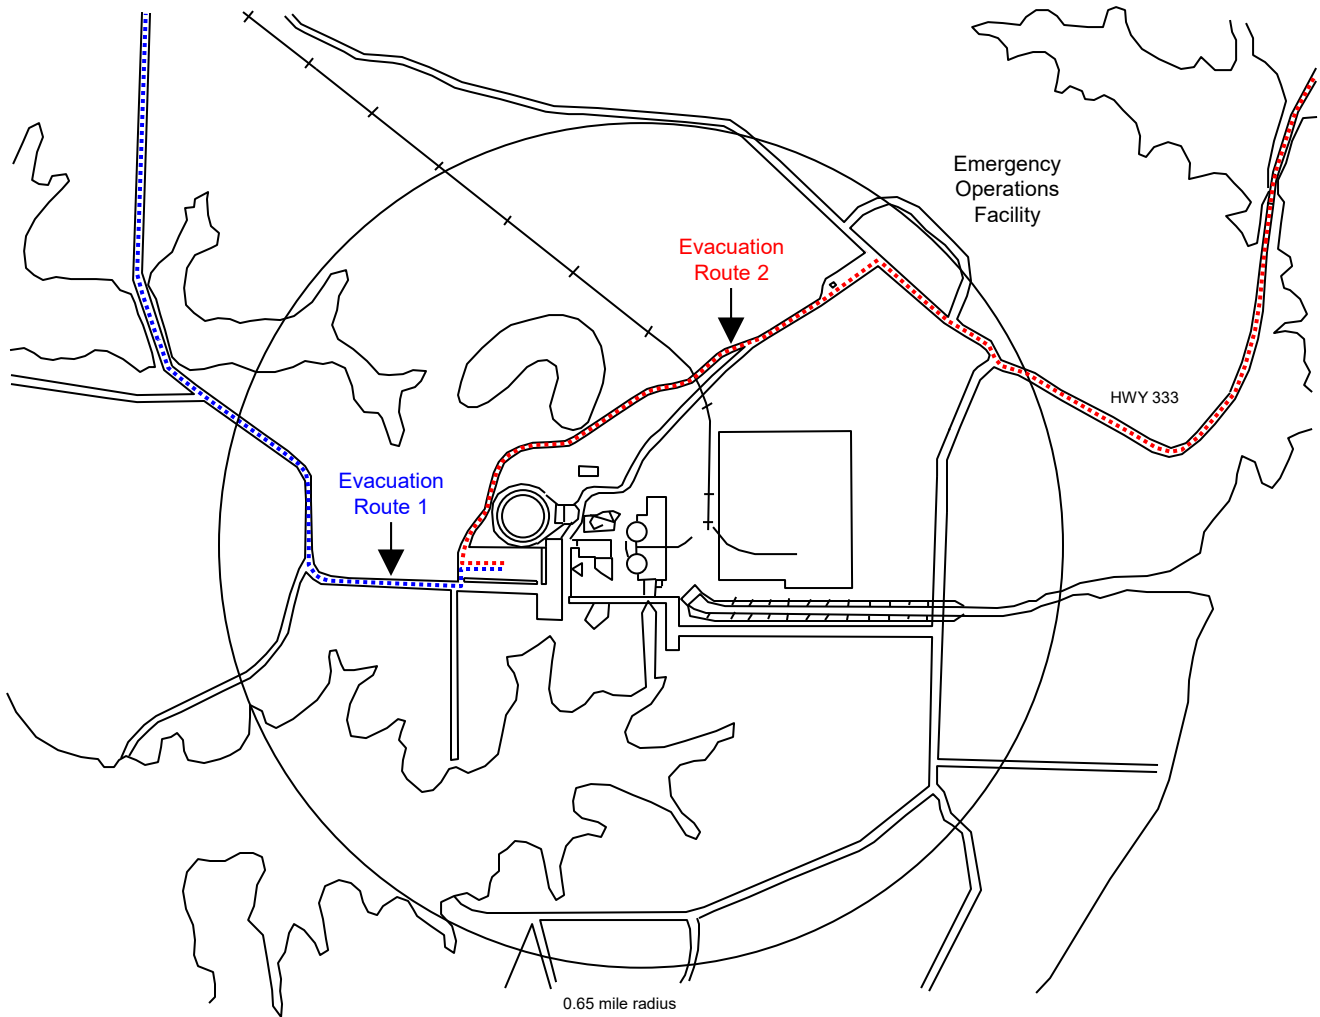 Emergency
Operations
Facility
Evacuation
Route 2
HWY 333
Evacuation
Route 1
0.65 mile radius